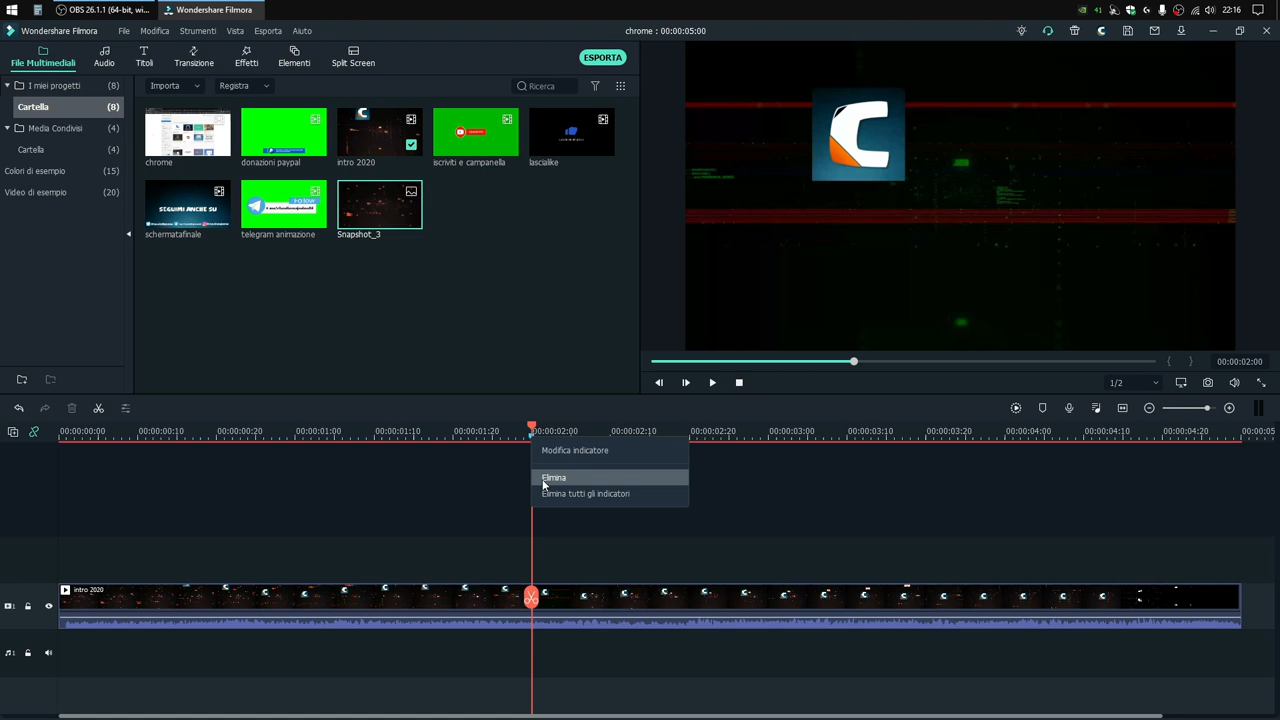 OBS 26.1.1 (64-bit, wi...
Wondershare Filmora
41
22:16
Wondershare Filmora
File
Modifica
Strumenti
Vista
Esporta
Aiuto
chrome : 00:00:05:00
File Multimediali
Audio
Titoli
Transizione
Effetti
Elementi
Split Screen
ESPORTA
I miei progetti (8)
Cartella (8)
Media Condivisi (4)
Cartella (4)
Colori di esempio (15)
Video di esempio (20)
Importa
Registra
Ricerca
chrome
donazioni paypal
intro 2020
iscriviti e campanella
lascialike
SEGUIMI ANCHE SU
Follow
schermatafinale
telegram animazione
Snapshot_3
00:00:02:00
1/2
00:00:00:00
00:00:00:10
00:00:00:20
00:00:01:00
00:00:01:10
00:00:01:20
00:00:02:00
00:00:02:10
00:00:02:20
00:00:03:00
00:00:03:10
00:00:03:20
00:00:04:00
00:00:04:10
00:00:04:20
00:00:05
Modifica indicatore
Elimina
Elimina tutti gli indicatori
intro 2020
1
1